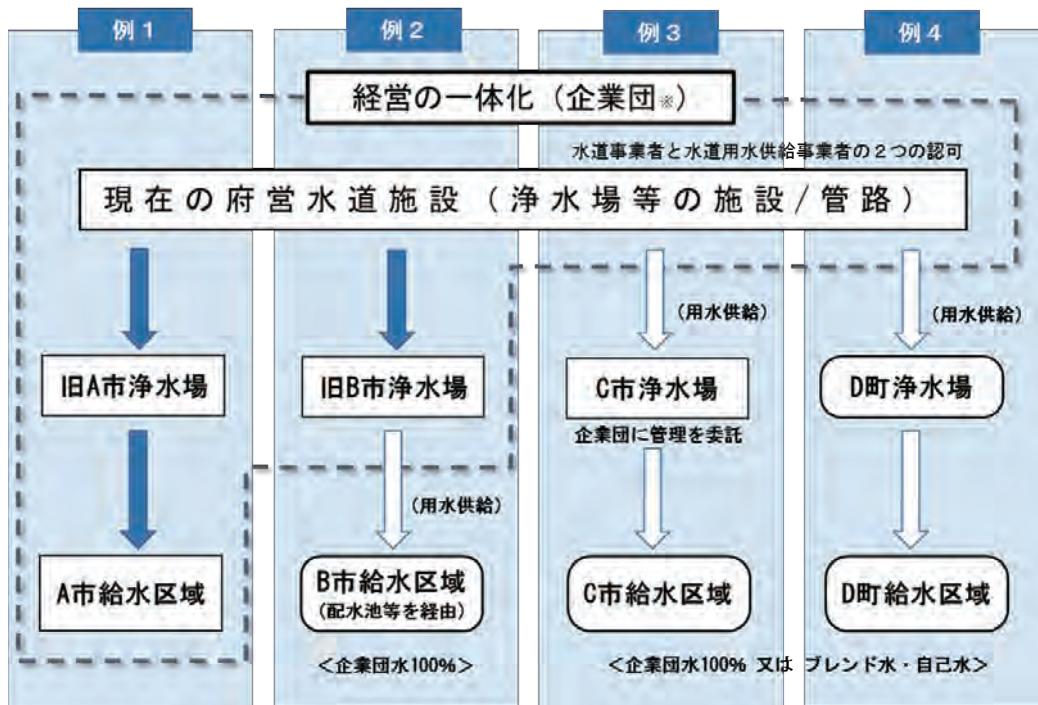 例1
例2
例3
例4
経営の一体化（企業団※）
水道事業者と水道用水供給事業者の２つの認可
現在の府営水道施設（浄水場等の施設/管路）
(用水供給)
(用水供給)
旧A市浄水場
旧B市浄水場
C市浄水場
D町浄水場
企業団に管理を委託
(用水供給)
A市給水区域
B市給水区域
(配水池等を経由)
C市給水区域
D町給水区域
＜企業団水100%＞
＜企業団水100% 又は ブレンド水・自己水＞